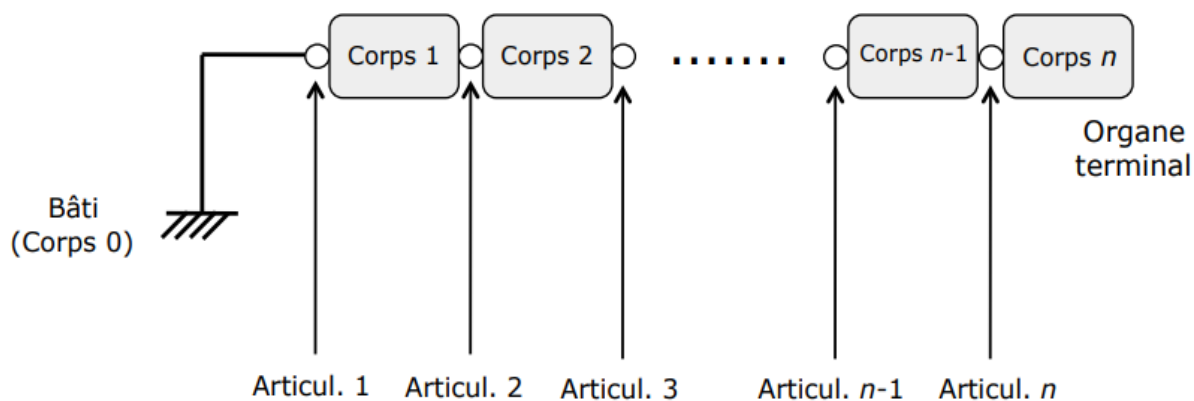 Corps 1
Corps 2
.......
Corps n-1
Corps n
Organe
terminal
Bâti
(Corps 0)
Articul. 1
Articul. 2
Articul. 3
Articul. n-1
Articul. n